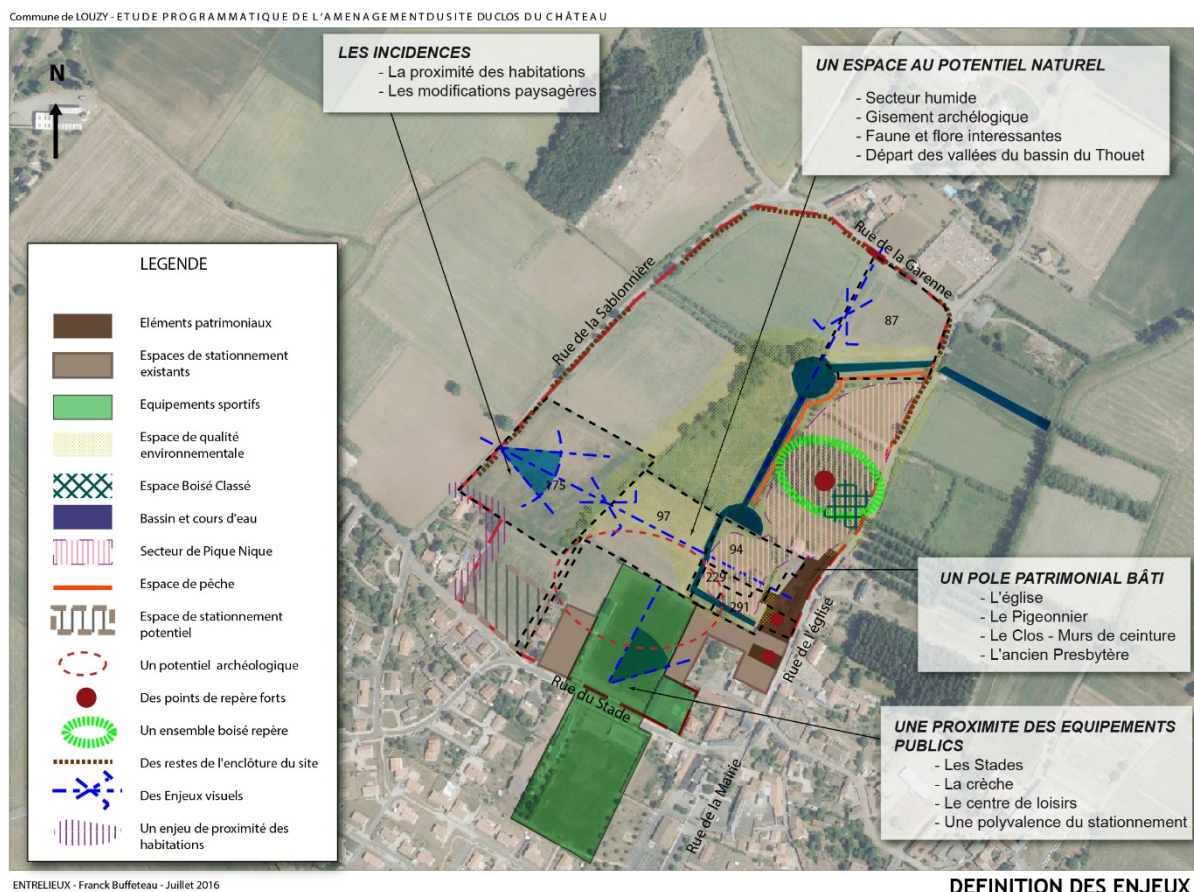 Commune de LOUZY - ETUDE PROGRAMMATIQUE DE L'AMENAGEMENT DU SITE DU CLOS DU CHÂTEAU
LES INCIDENCES
- La proximité des habitations
- Les modifications paysagères
UN ESPACE AU POTENTIEL NATUREL
- Secteur humide
- Gisement archélogique
- Faune et flore interessantes
- Départ des vallées du bassin du Thouet
N
LEGENDE
Eléments patrimoniaux
Espaces de stationnement
existants
Equipements sportifs
Espace de qualité
environnementale
Espace Boisé Classé
Bassin et cours d'eau
Secteur de Pique Nique
Espace de pêche
Espace de stationnement
potentiel
Un potentiel archéologique
Des points de repère forts
Un ensemble boisé repère
Des restes de l'enclôture du site
Des Enjeux visuels
Un enjeu de proximité des
habitations
Rue de la Garenne
Rue de la Sablonnière
87
175
97
94
229
291
Rue de l'église
Rue du Stade
Rue de la Mairie
UN POLE PATRIMONIAL BÂTI
- L'église
- Le Pigeonnier
- Le Clos - Murs de ceinture
- L'ancien Presbytère
UNE PROXIMITE DES EQUIPEMENTS
PUBLICS
- Les Stades
- La crèche
- Le centre de loisirs
- Une polyvalence du stationnement
ENTRELIEUX - Franck Buffeteau - Juillet 2016
DEFINITION DES ENJEUX